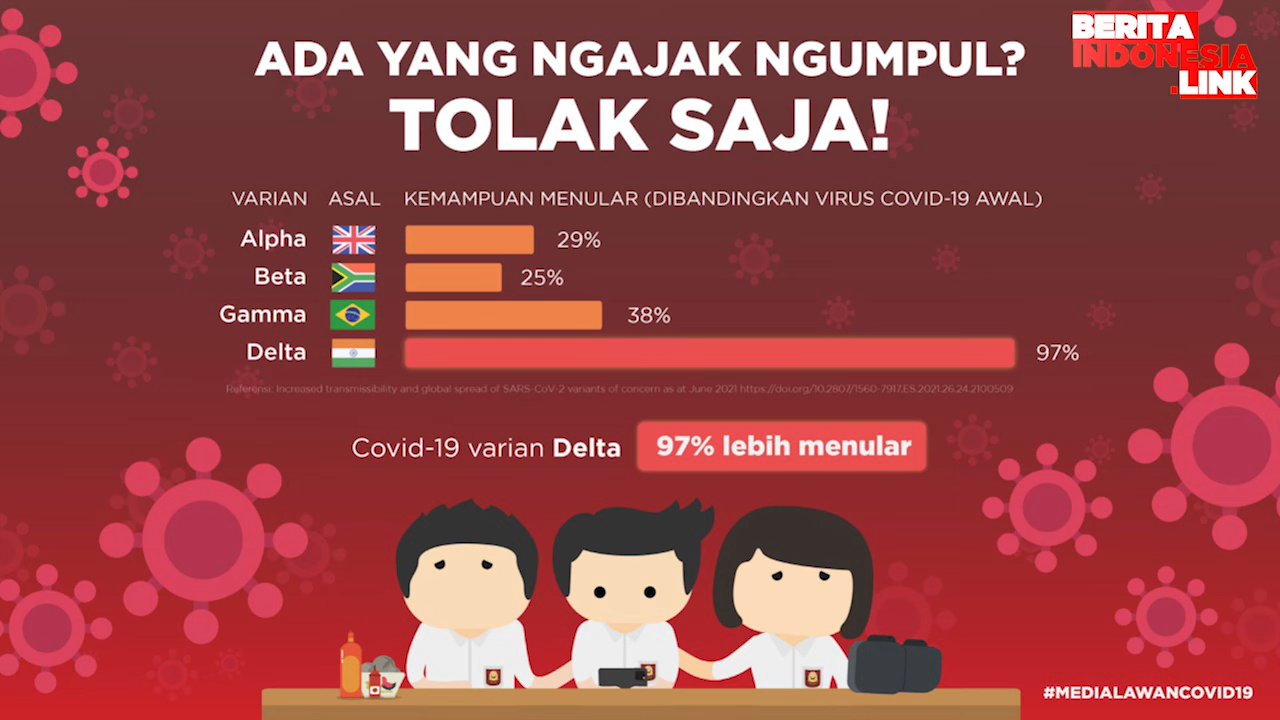 BERITA
INDONESIA
.LINK
ADA YANG NGAJAK NGUMPUL?
TOLAK SAJA!
VARIAN ASAL KEMAMPUAN MENULAR (DIBANDINGKAN VIRUS COVID-19 AWAL)
Alpha 29%
Beta 25%
Gamma 38%
Delta 97%
Referensi: Increased transmissibility and global spread of SARS-CoV-2 variants of concern as at June 2021 https://doi.org/10.2807/1560-7917.ES.2021.26.24.2100509
Covid-19 varian Delta 97% lebih menular
#MEDIALAWANCOVID19